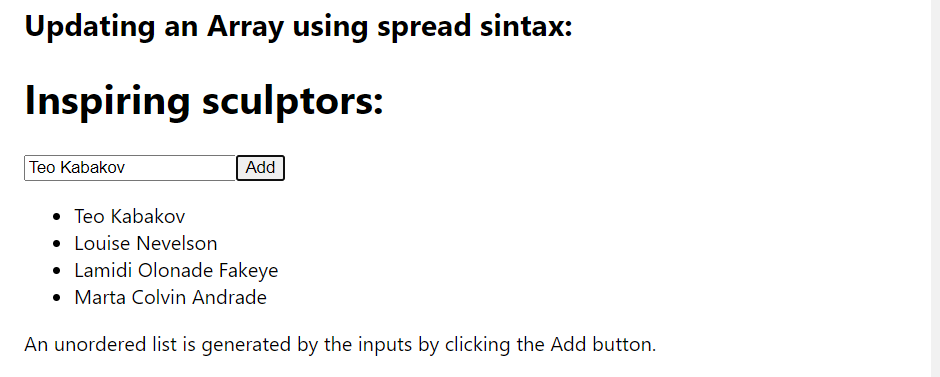 Updating an Array using spread sintax:
Inspiring sculptors:
Teo Kabakov Add
Teo Kabakov
Louise Nevelson
Lamidi Olonade Fakeye
Marta Colvin Andrade
An unordered list is generated by the inputs by clicking the Add button.